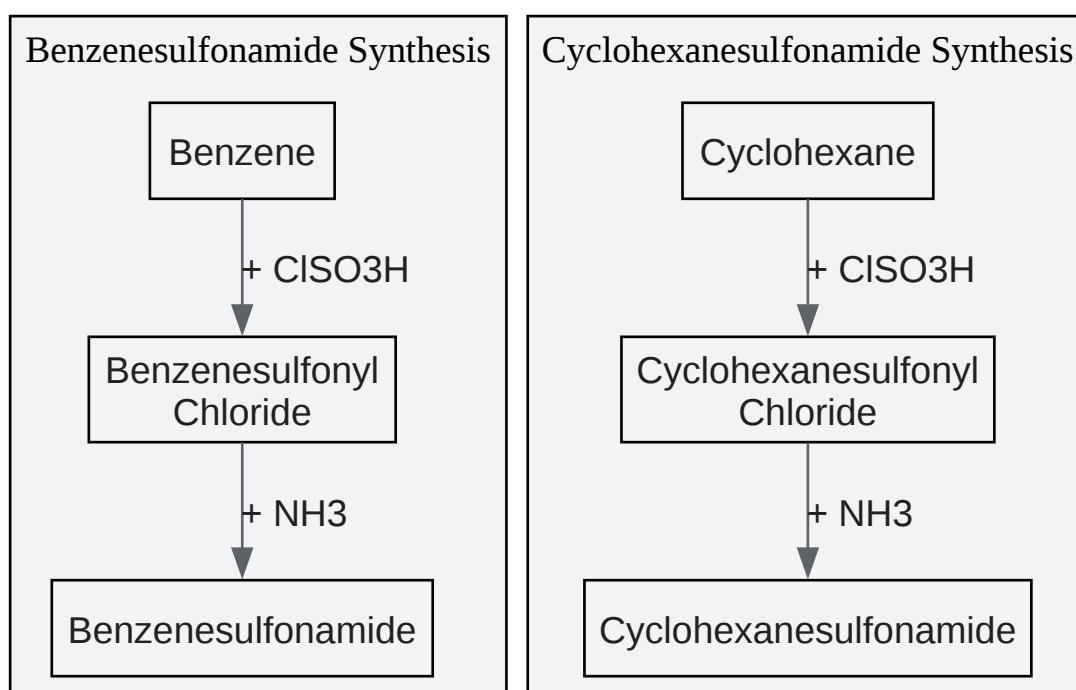 Benzenesulfonamide Synthesis
Benzene
+ ClSO3H
Benzenesulfonyl
Chloride
+ NH3
Benzenesulfonamide
Cyclohexanesulfonamide Synthesis
Cyclohexane
+ ClSO3H
Cyclohexanesulfonyl
Chloride
+ NH3
Cyclohexanesulfonamide